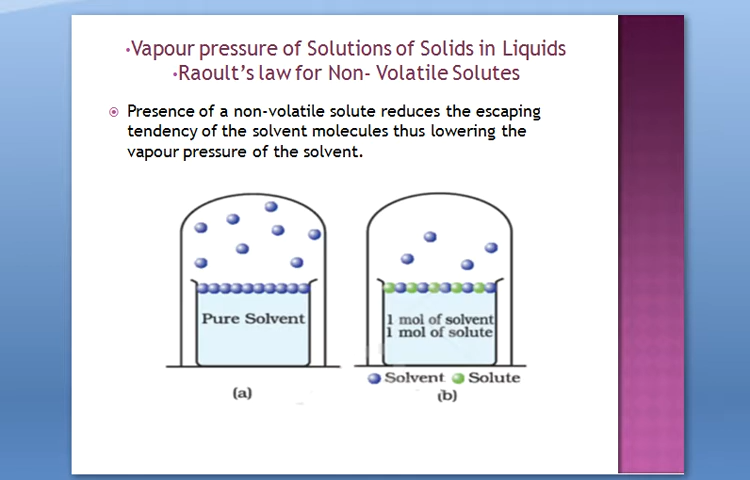 •Vapour pressure of Solutions of Solids in Liquids
•Raoult's law for Non- Volatile Solutes
Presence of a non-volatile solute reduces the escaping
tendency of the solvent molecules thus lowering the
vapour pressure of the solvent.
Pure Solvent
1 mol of solvent
1 mol of solute
Solvent Solute
(a)
(b)